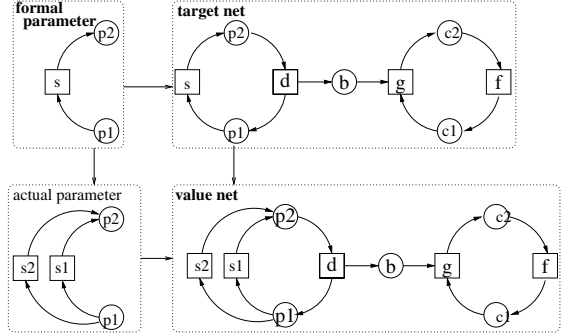 formal
parameter
p2
s
p1
target net
p2
s
d
p1
b
g
c2
f
c1
actual parameter
p2
s2
s1
p1
value net
p2
s2
s1
d
p1
b
g
c2
f
c1